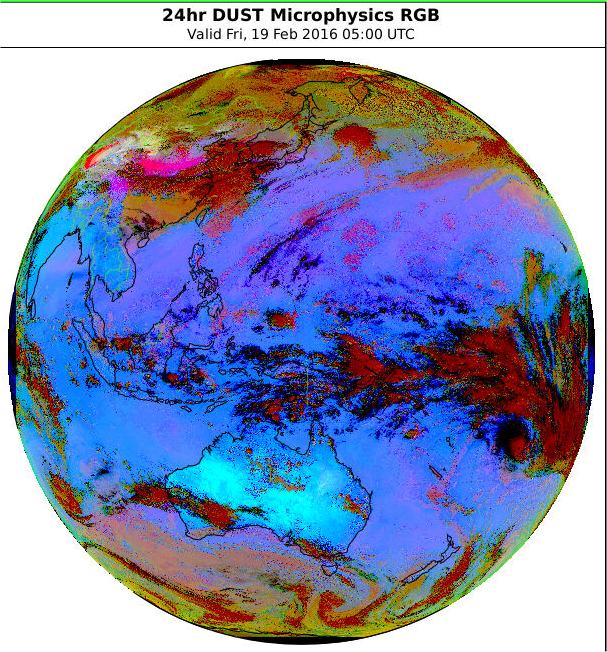 24hr DUST Microphysics RGB
Valid Fri, 19 Feb 2016 05:00 UTC